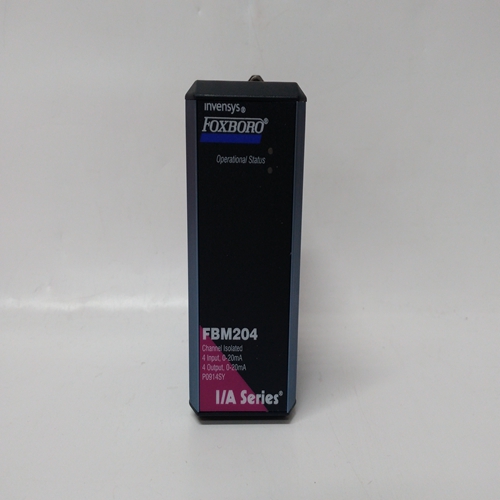 invensys®
FOXBORO®
Operational Status
FBM204
Channel Isolated
4 Input, 0-20mA
4 Output, 0-20mA
P0914SY
I/A Series®